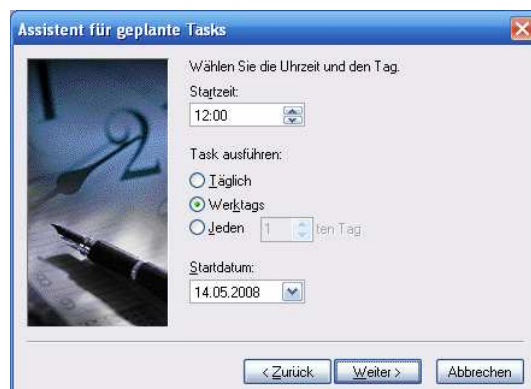 Assistent für geplante Tasks
Wählen Sie die Uhrzeit und den Tag.
Startzeit:
12:00
Task ausführen:
Täglich
Werktags
Jeden 1 ten Tag
Startdatum:
14.05.2008
< Zurück Weiter > Abbrechen
2